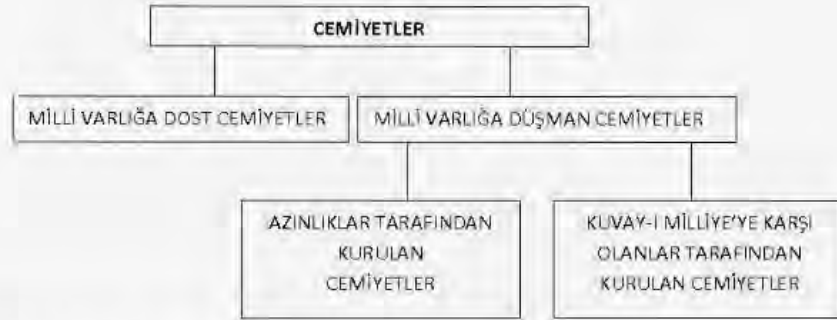 CEMİYETLER
MİLLİ VARLIĞA DOST CEMİYETLER
MİLLİ VARLIĞA DÜŞMAN CEMİYETLER
AZINLIKLAR TARAFINDAN
KURULAN
CEMİYETLER
KUVAY-I MİLLİYE'YE KARŞI
OLANLAR TARAFINDAN
KURULAN CEMİYETLER